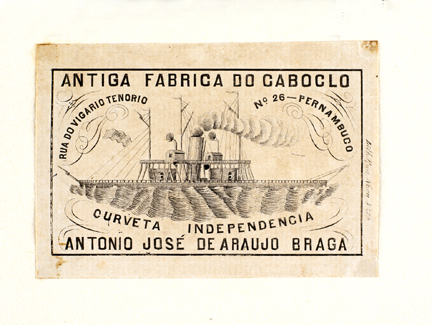 ANTIGA FABRICA DO CABOCLO
RUA DO VIGARIO TENORIO
Nº 26 — PERNAMBUCO
CURVETA INDEPENDENCIA
ANTONIO JOSÉ DE ARAUJO BRAGA